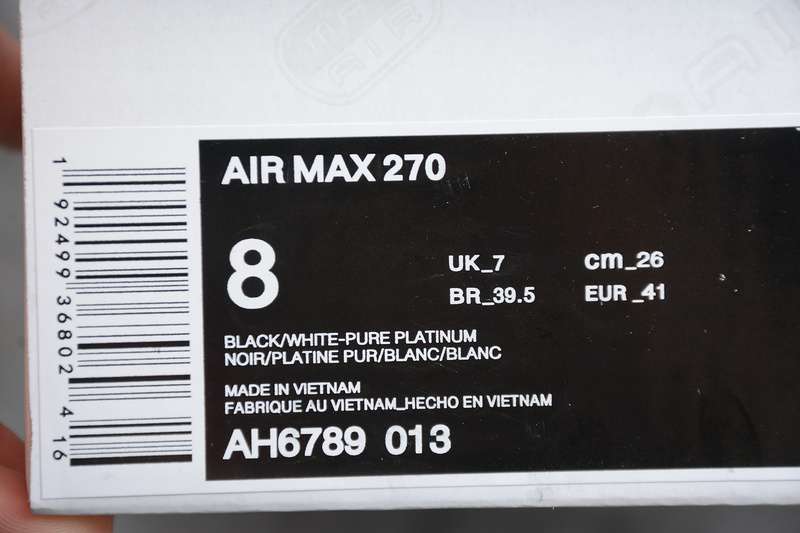 AIR MAX 270
8
UK_7 cm_26
BR_39.5 EUR_41
BLACK/WHITE-PURE PLATINUM
NOIR/PLATINE PUR/BLANC/BLANC
MADE IN VIETNAM
FABRIQUE AU VIETNAM_HECHO EN VIETNAM
AH6789 013
1 92499 36802 4 16